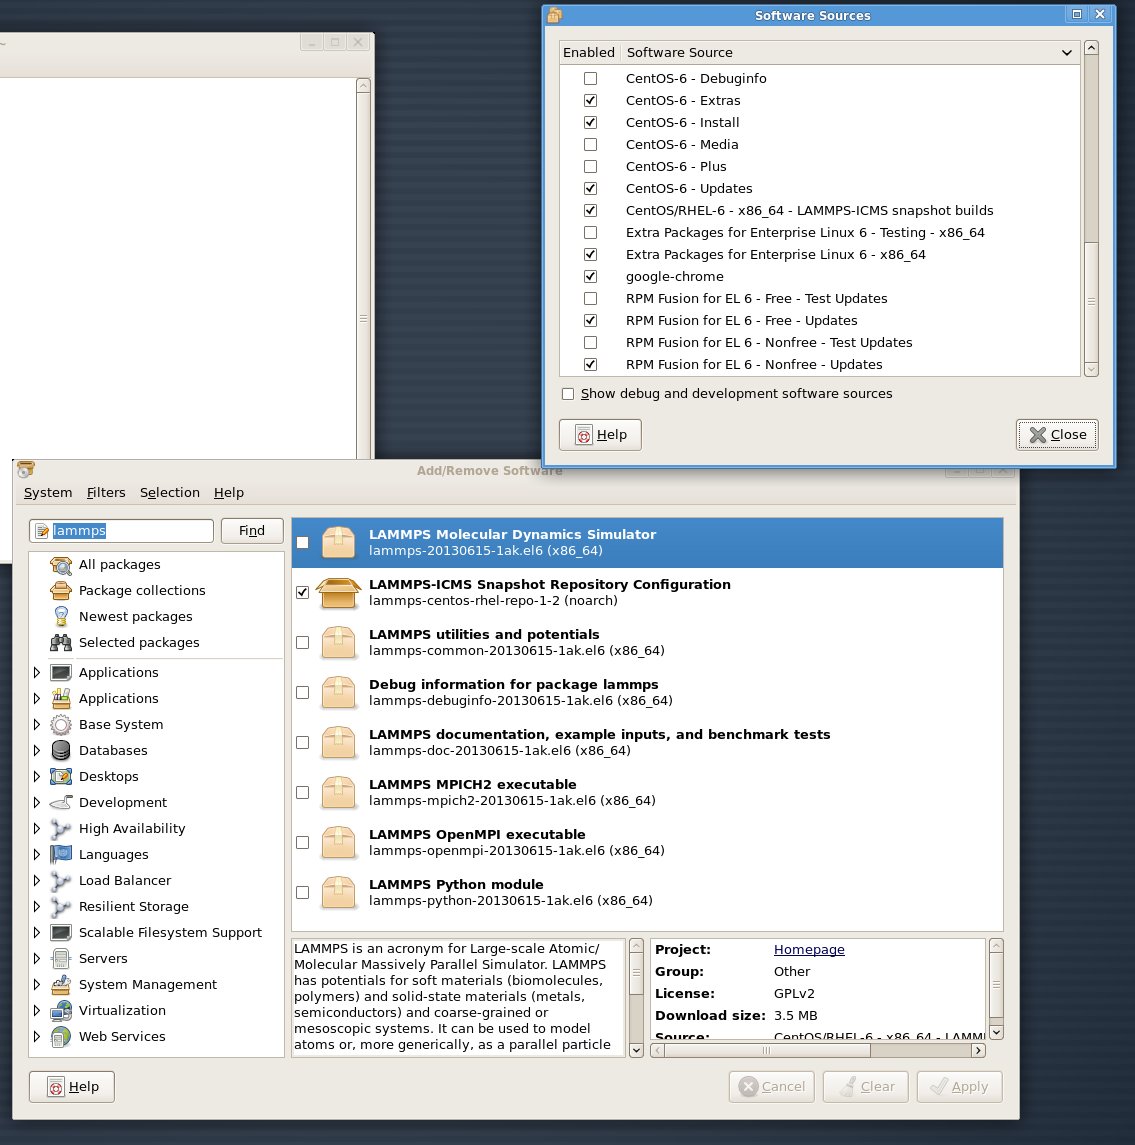 Software Sources
Enabled Software Source
CentOS-6 - Debuginfo
CentOS-6 - Extras
CentOS-6 - Install
CentOS-6 - Media
CentOS-6 - Plus
CentOS-6 - Updates
CentOS/RHEL-6 - x86_64 - LAMMPS-ICMS snapshot builds
Extra Packages for Enterprise Linux 6 - Testing - x86_64
Extra Packages for Enterprise Linux 6 - x86_64
google-chrome
RPM Fusion for EL 6 - Free - Test Updates
RPM Fusion for EL 6 - Free - Updates
RPM Fusion for EL 6 - Nonfree - Test Updates
RPM Fusion for EL 6 - Nonfree - Updates
Show debug and development software sources
Help Close
Add/Remove Software
System Filters Selection Help
lammps Find
All packages
Package collections
Newest packages
Selected packages
Applications
Applications
Base System
Databases
Desktops
Development
High Availability
Languages
Load Balancer
Resilient Storage
Scalable Filesystem Support
Servers
System Management
Virtualization
Web Services
LAMMPS Molecular Dynamics Simulator
lammps-20130615-1ak.el6 (x86_64)
LAMMPS-ICMS Snapshot Repository Configuration
lammps-centos-rhel-repo-1-2 (noarch)
LAMMPS utilities and potentials
lammps-common-20130615-1ak.el6 (x86_64)
Debug information for package lammps
lammps-debuginfo-20130615-1ak.el6 (x86_64)
LAMMPS documentation, example inputs, and benchmark tests
lammps-doc-20130615-1ak.el6 (x86_64)
LAMMPS MPICH2 executable
lammps-mpich2-20130615-1ak.el6 (x86_64)
LAMMPS OpenMPI executable
lammps-openmpi-20130615-1ak.el6 (x86_64)
LAMMPS Python module
lammps-python-20130615-1ak.el6 (x86_64)
LAMMPS is an acronym for Large-scale Atomic/
Molecular Massively Parallel Simulator. LAMMPS
has potentials for soft materials (biomolecules,
polymers) and solid-state materials (metals,
semiconductors) and coarse-grained or
mesoscopic systems. It can be used to model
atoms or, more generically, as a parallel particle
Project: Homepage
Group: Other
License: GPLv2
Download size: 3.5 MB
Source: CentOS/RHEL-6 - x86_64 - LAMM
Help Cancel Clear Apply